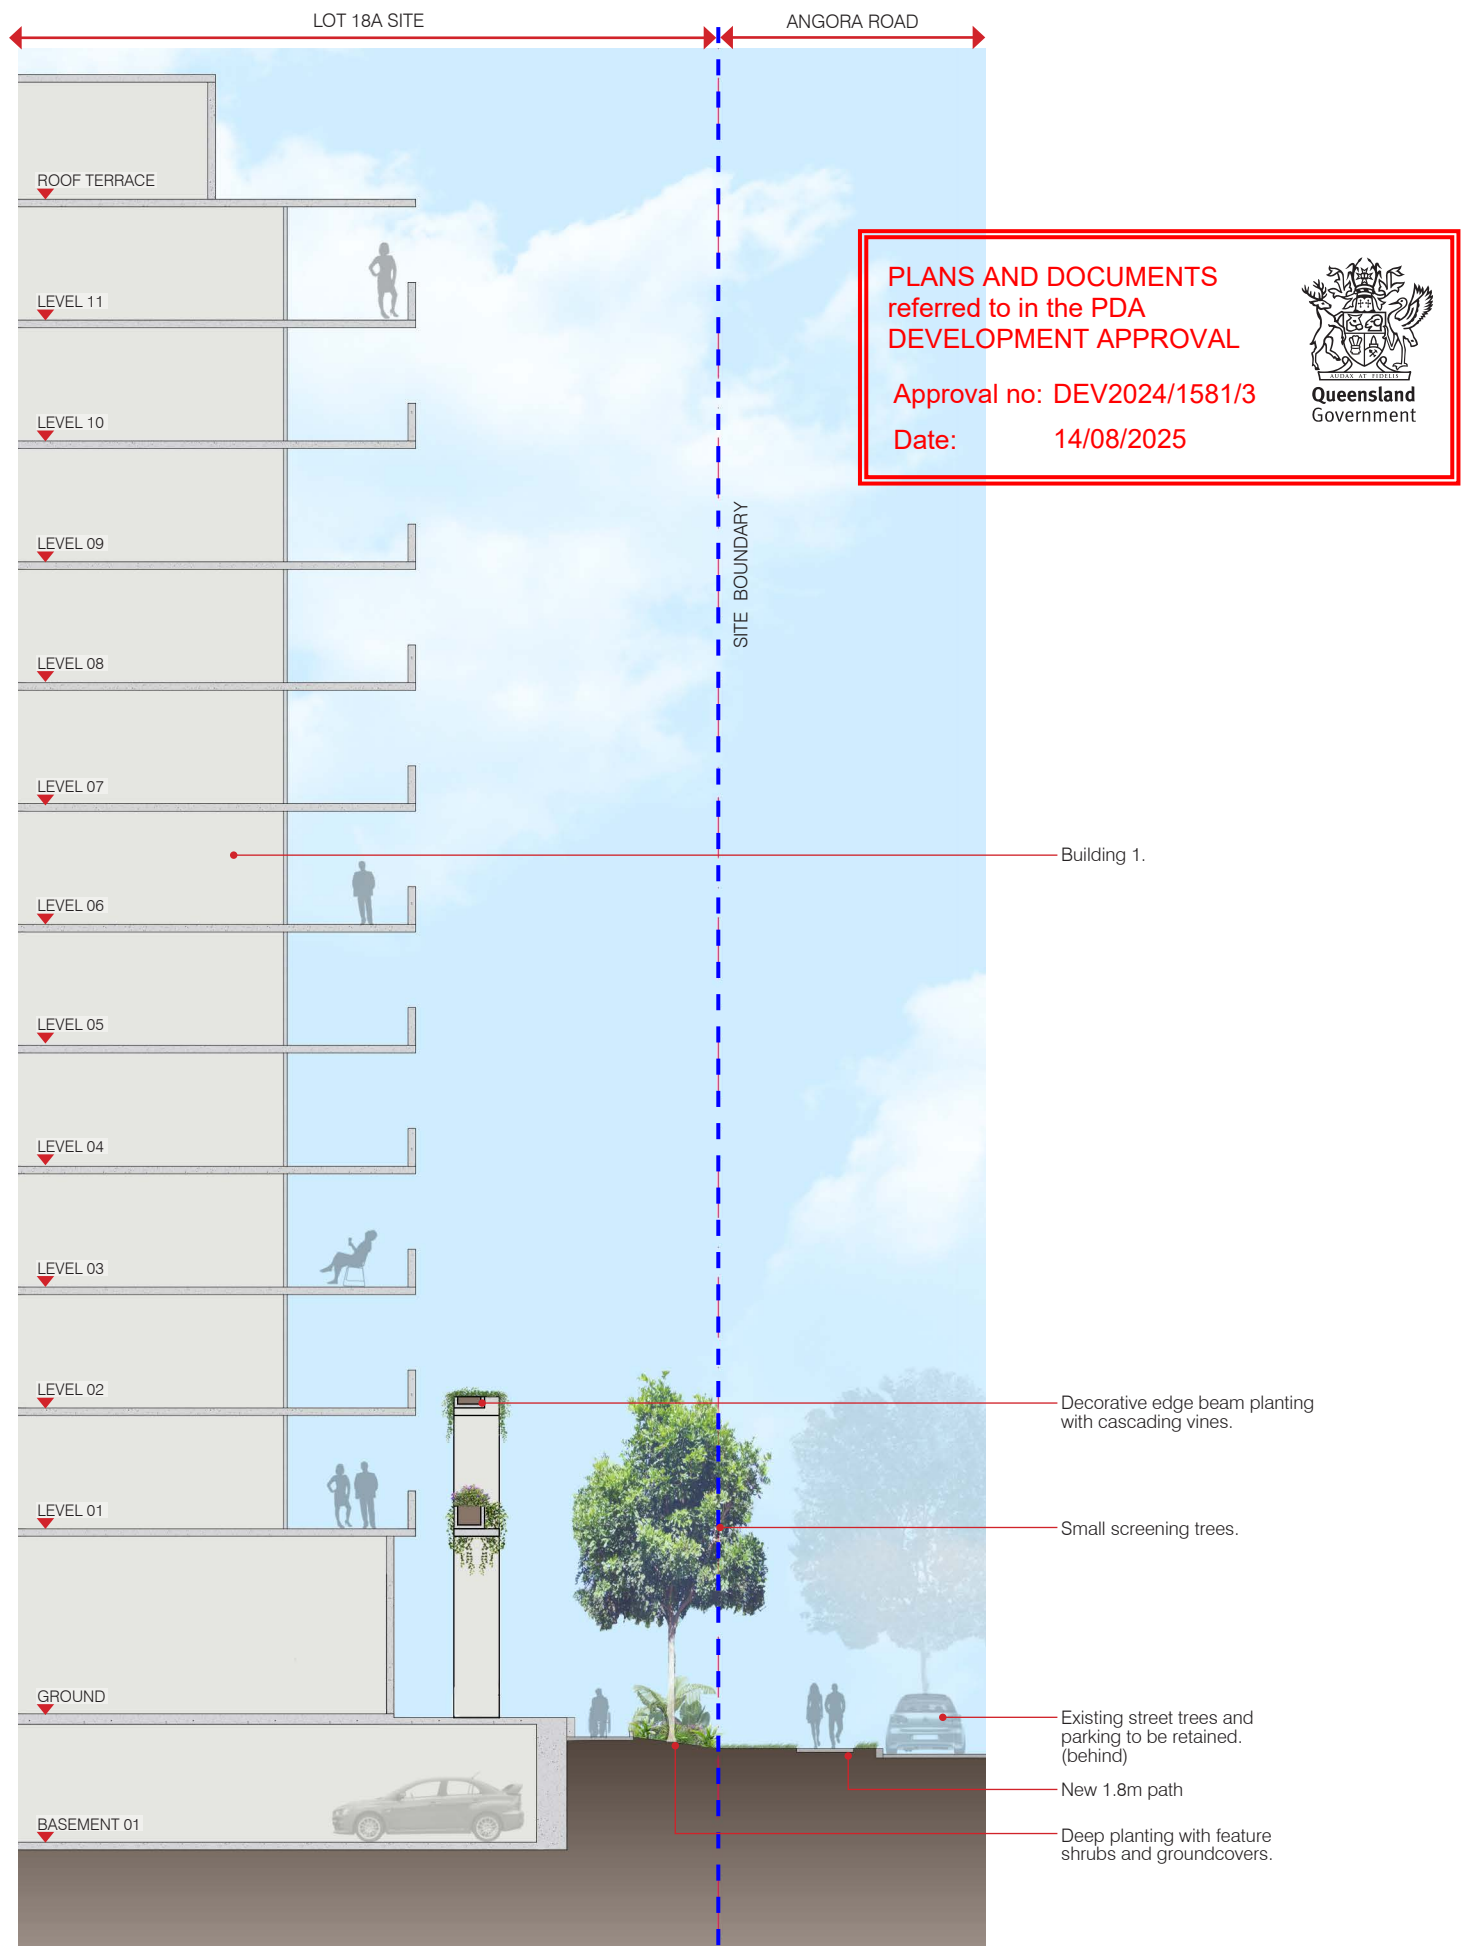 LOT 18A SITE
ANGORA ROAD
ROOF TERRACE
PLANS AND DOCUMENTS
referred to in the PDA
DEVELOPMENT APPROVAL
Approval no: DEV2024/1581/3
Date: 14/08/2025
AUDAX AT FIDELIS
Queensland
Government
LEVEL 11
LEVEL 10
SITE BOUNDARY
LEVEL 09
LEVEL 08
LEVEL 07
Building 1.
LEVEL 06
LEVEL 05
LEVEL 04
LEVEL 03
LEVEL 02
Decorative edge beam planting
with cascading vines.
LEVEL 01
Small screening trees.
GROUND
Existing street trees and
parking to be retained.
(behind)
New 1.8m path
BASEMENT 01
Deep planting with feature
shrubs and groundcovers.